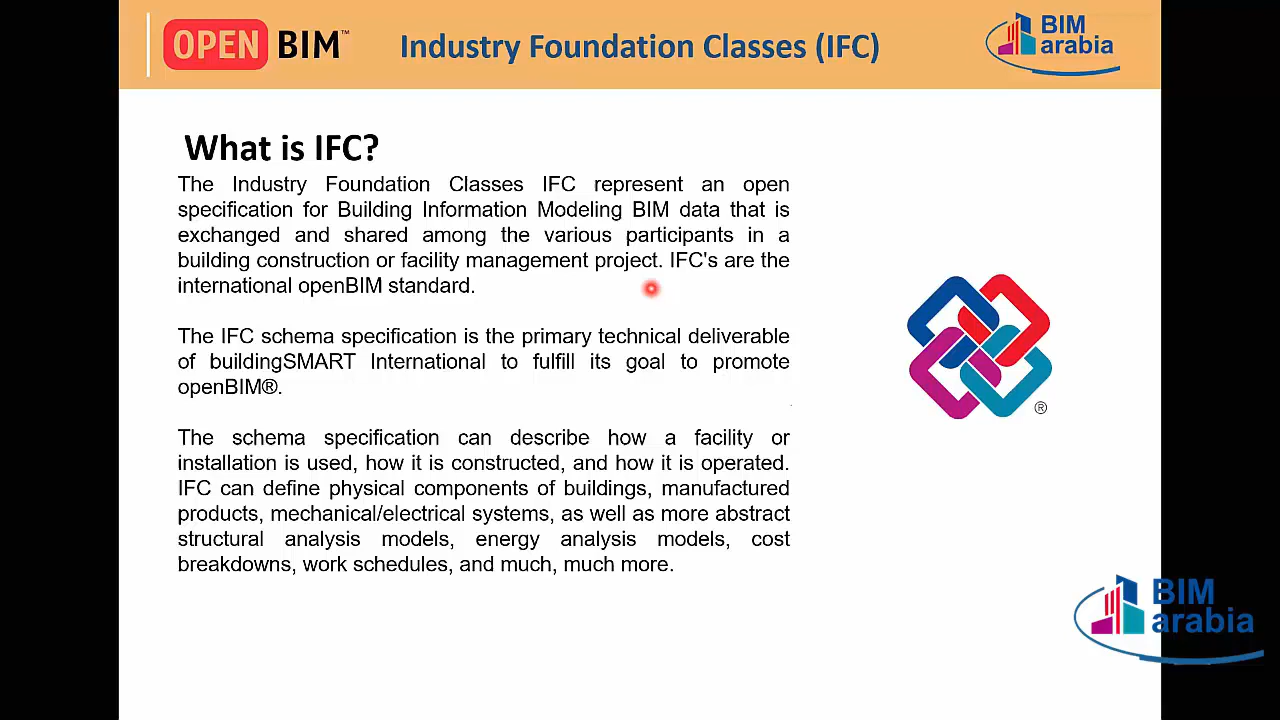 OPEN BIM™
Industry Foundation Classes (IFC)
BIM
arabia
What is IFC?
The Industry Foundation Classes IFC represent an open
specification for Building Information Modeling BIM data that is
exchanged and shared among the various participants in a
building construction or facility management project. IFC's are the
international openBIM standard.
The IFC schema specification is the primary technical deliverable
of buildingSMART International to fulfill its goal to promote
openBIM®.
The schema specification can describe how a facility or
installation is used, how it is constructed, and how it is operated.
IFC can define physical components of buildings, manufactured
products, mechanical/electrical systems, as well as more abstract
structural analysis models, energy analysis models, cost
breakdowns, work schedules, and much, much more.
®
BIM
arabia